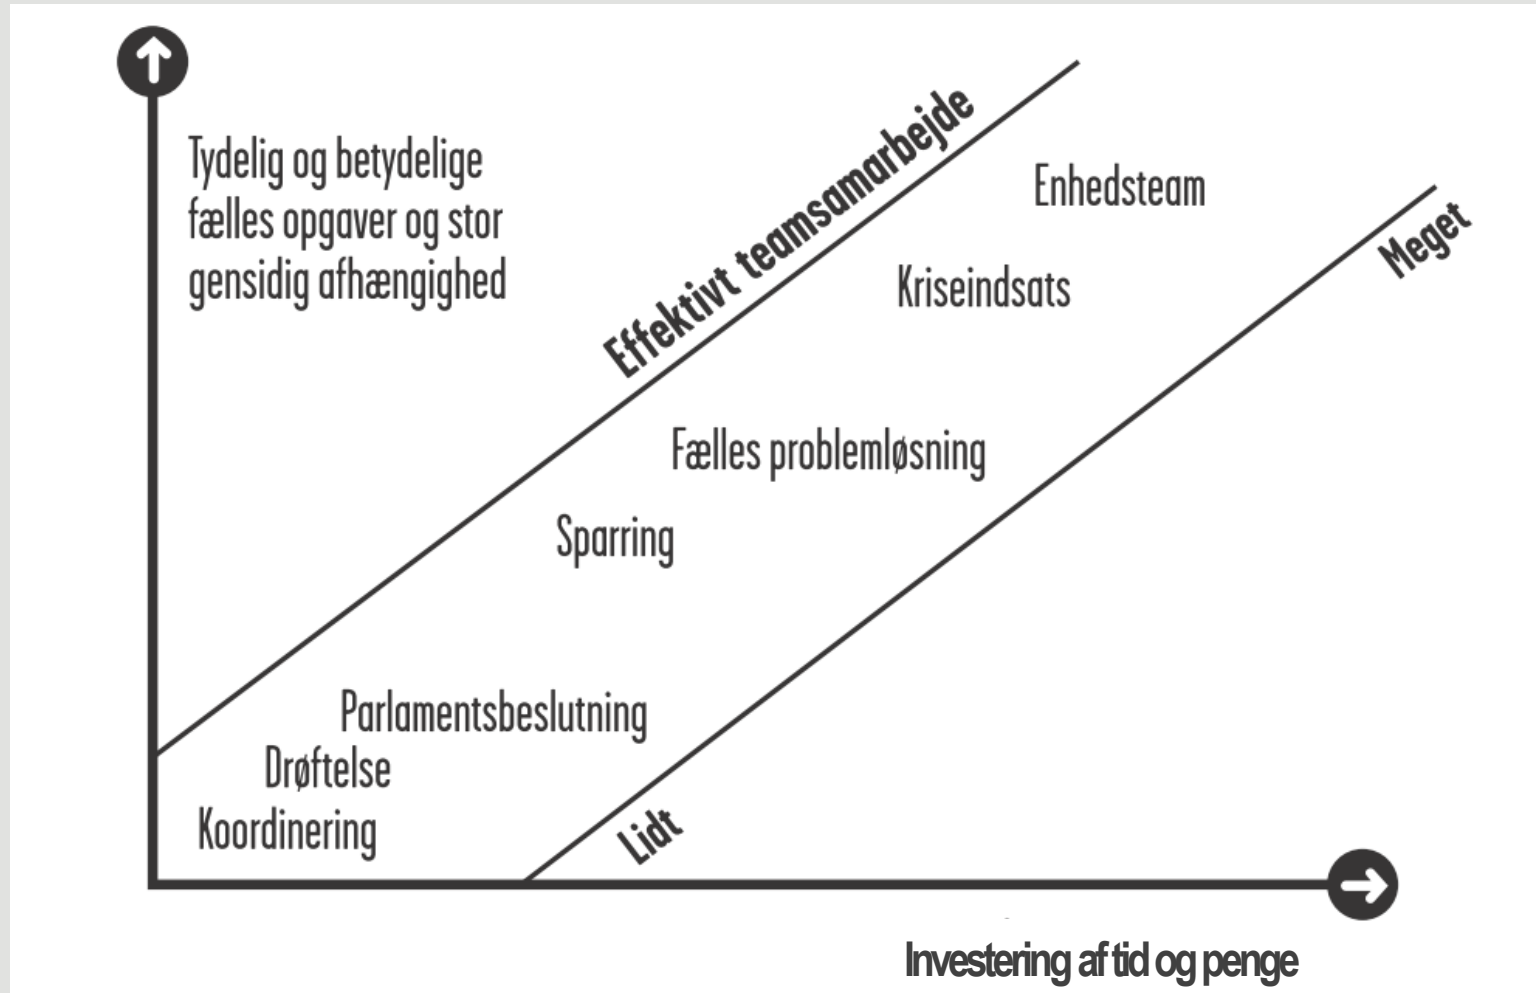 Tydelig og betydelige
fælles opgaver og stor
gensidig afhængighed
Effektivt teamsamarbejde
Enhedsteam
Meget
Kriseindsats
Fælles problemløsning
Sparring
Parlamentsbeslutning
Drøftelse
Koordinering
Lidt
Investering af tid og penge